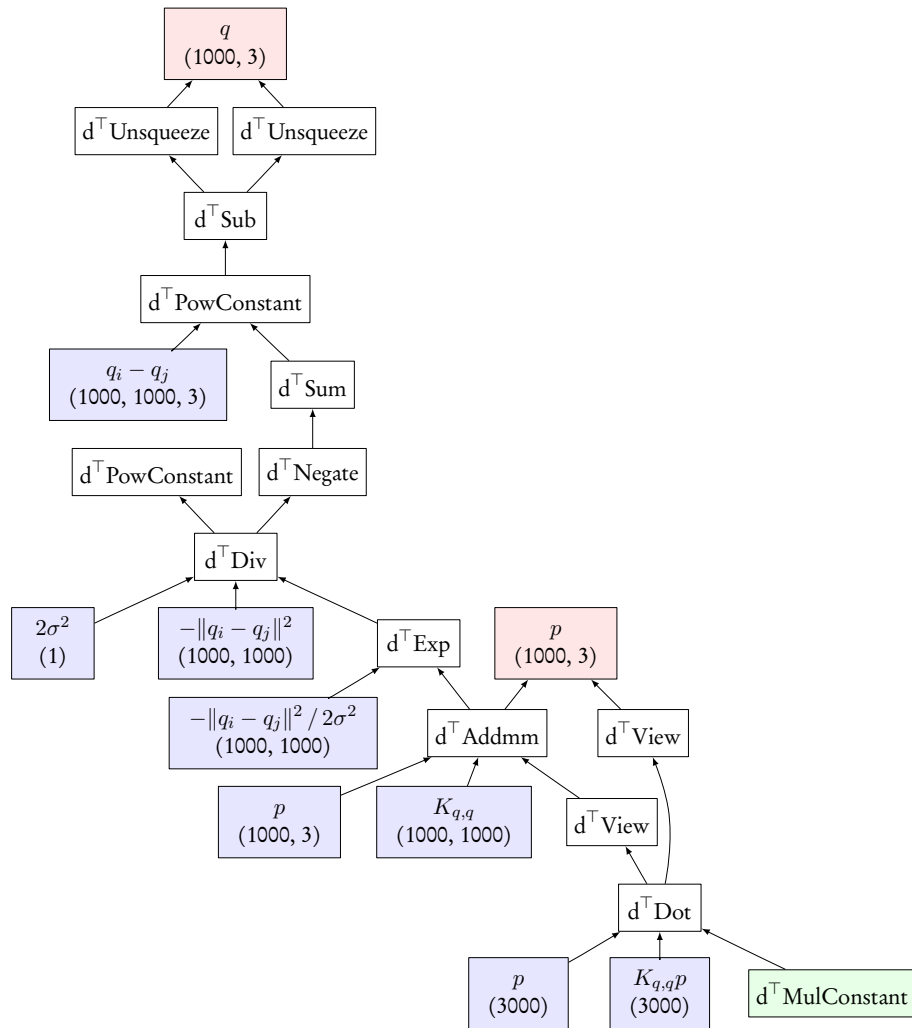 q
(1000, 3)
d⊤Unsqueeze
d⊤Unsqueeze
d⊤Sub
d⊤PowConstant
q_i − q_j
(1000, 1000, 3)
d⊤Sum
d⊤PowConstant
d⊤Negate
d⊤Div
2σ²
(1)
−‖q_i − q_j‖²
(1000, 1000)
d⊤Exp
p
(1000, 3)
−‖q_i − q_j‖² / 2σ²
(1000, 1000)
d⊤Addmm
d⊤View
p
(1000, 3)
K_{q,q}
(1000, 1000)
d⊤View
d⊤Dot
p
(3000)
K_{q,q}p
(3000)
d⊤MulConstant